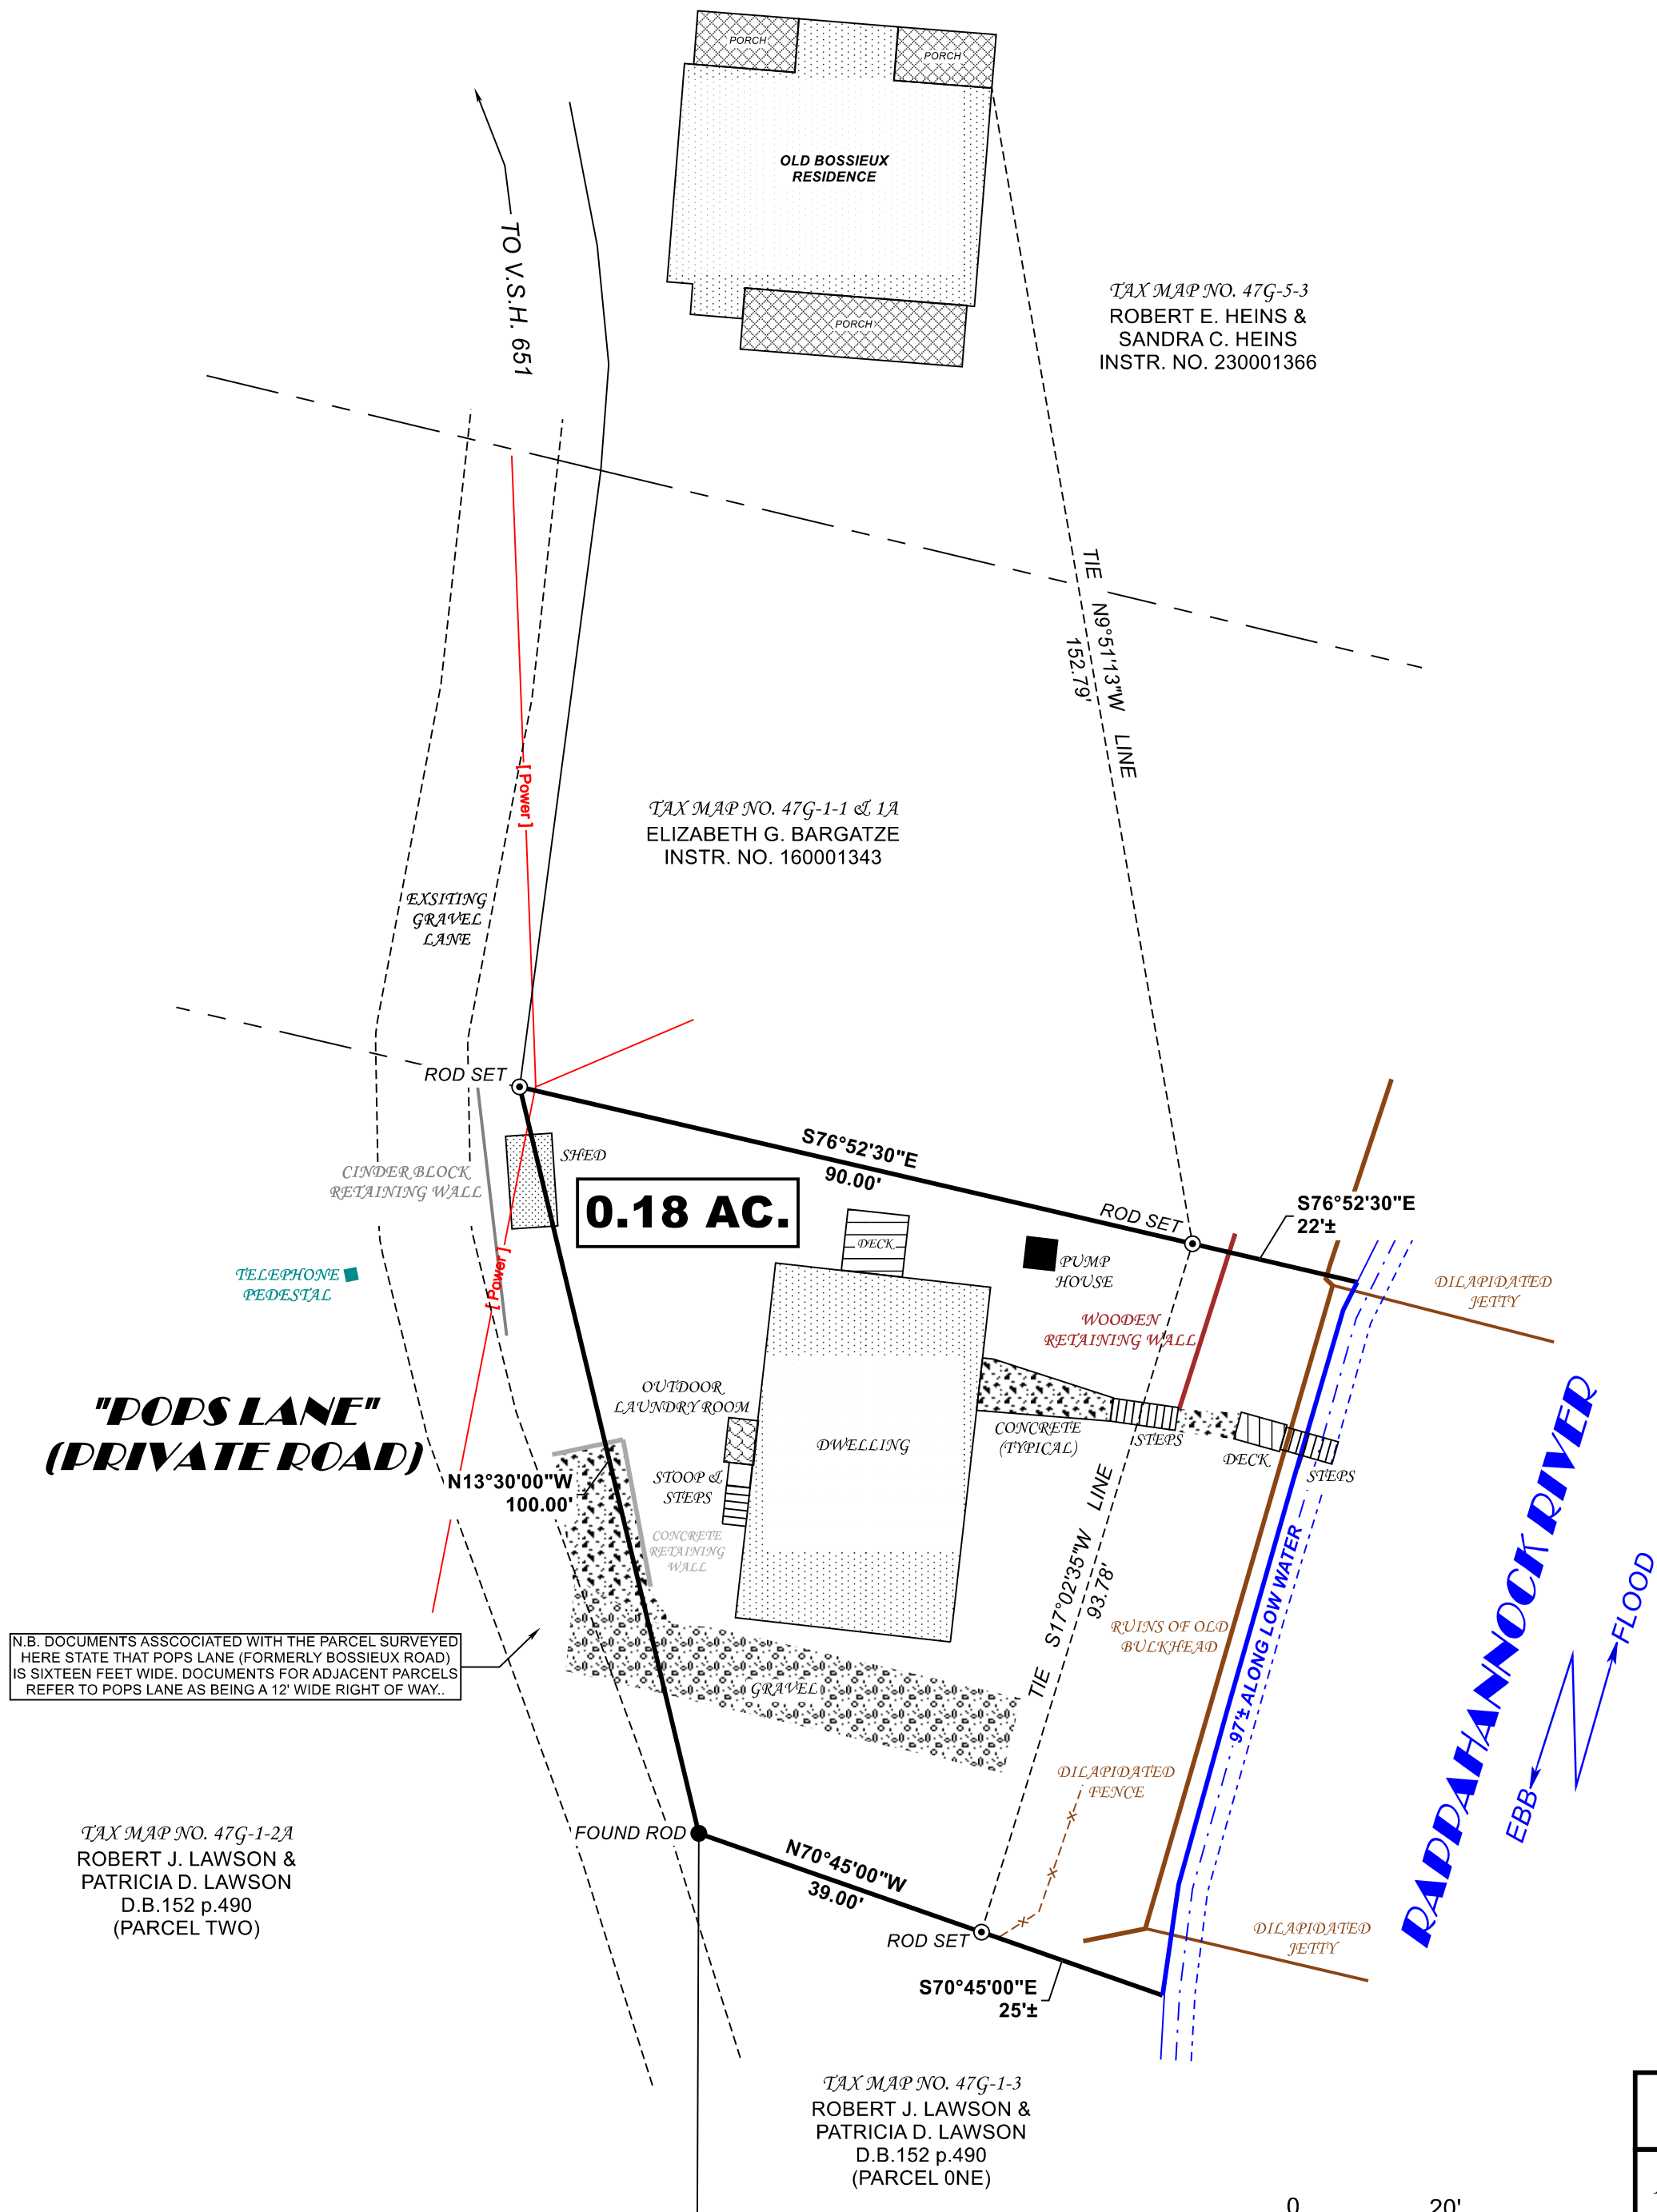 PORCH
PORCH
OLD BOSSIEUX
RESIDENCE
PORCH
TO V.S.H. 651
TAX MAP NO. 47G-5-3
ROBERT E. HEINS &
SANDRA C. HEINS
INSTR. NO. 230001366
TIE N9°51'13"W LINE
152.79'
[ Power ]
TAX MAP NO. 47G-1-1 & 1A
ELIZABETH G. BARGATZE
INSTR. NO. 160001343
EXSITING
GRAVEL
LANE
ROD SET
SHED
CINDER BLOCK
RETAINING WALL
S76°52'30"E
90.00'
0.18 AC.
ROD SET
S76°52'30"E
22'±
DECK
PUMP
HOUSE
TELEPHONE
PEDESTAL
[ Power ]
DILAPIDATED
JETTY
WOODEN
RETAINING WALL
"POPS LANE"
(PRIVATE ROAD)
OUTDOOR
LAUNDRY ROOM
DWELLING
CONCRETE
(TYPICAL)
STEPS
DECK
STEPS
N13°30'00"W
100.00'
STOOP &
STEPS
CONCRETE
RETAINING
WALL
TIE S17°02'35"W LINE
93.78'
RUINS OF OLD
BULKHEAD
97'± ALONG LOW WATER
RAPPAHANNOCK RIVER
FLOOD
EBB
N.B. DOCUMENTS ASSCOCIATED WITH THE PARCEL SURVEYED
HERE STATE THAT POPS LANE (FORMERLY BOSSIEUX ROAD)
IS SIXTEEN FEET WIDE. DOCUMENTS FOR ADJACENT PARCELS
REFER TO POPS LANE AS BEING A 12' WIDE RIGHT OF WAY..
GRAVEL
DILAPIDATED
FENCE
TAX MAP NO. 47G-1-2A
ROBERT J. LAWSON &
PATRICIA D. LAWSON
D.B.152 p.490
(PARCEL TWO)
FOUND ROD
N70°45'00"W
39.00'
ROD SET
DILAPIDATED
JETTY
S70°45'00"E
25'±
TAX MAP NO. 47G-1-3
ROBERT J. LAWSON &
PATRICIA D. LAWSON
D.B.152 p.490
(PARCEL 0NE)
0 20'